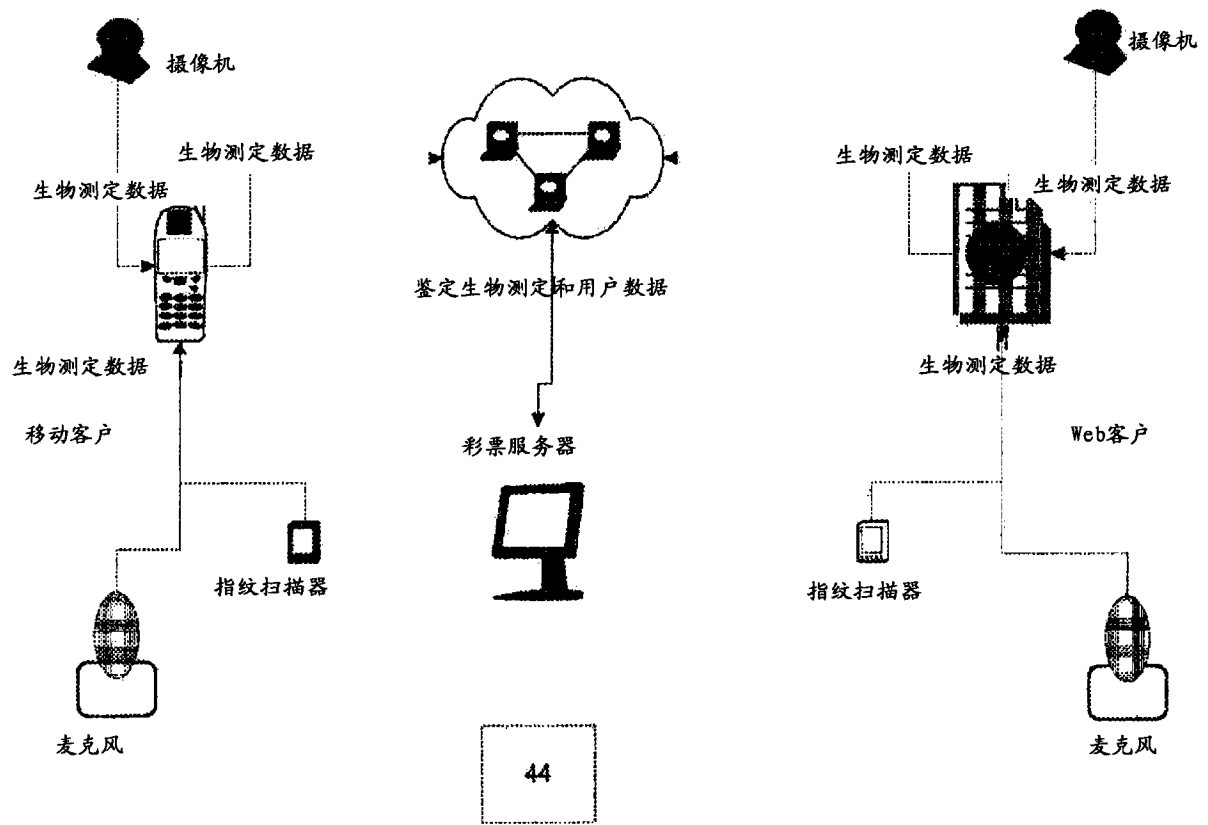 摄像机
摄像机
生物测定数据
生物测定数据
生物测定数据
生物测定数据
鉴定生物测定和用户数据
生物测定数据
生物测定数据
移动客户
彩票服务器
Web客户
指纹扫描器
指纹扫描器
麦克风
麦克风
44